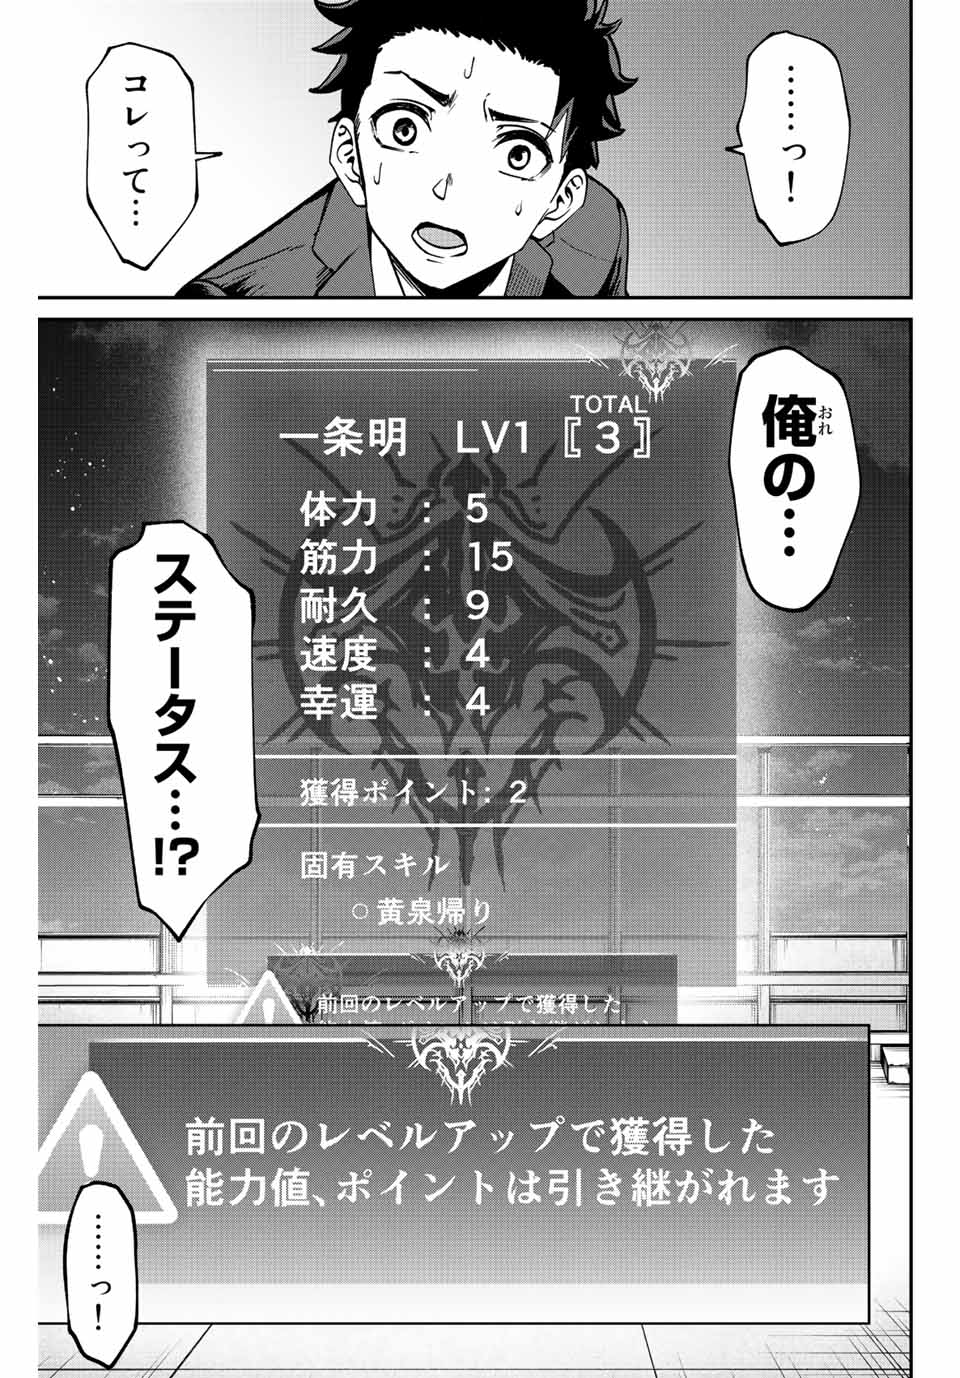 ……っ！
コレって…
俺の…
おれ
ステータス…!?
TOTAL
一条明 LV1 〚3〛
体力 : 5
筋力 : 15
耐久 : 9
速度 : 4
幸運 : 4
獲得ポイント: 2
固有スキル
○黄泉帰り
前回のレベルアップで獲得した
前回のレベルアップで獲得した
能力値、ポイントは引き継がれます
……っ！